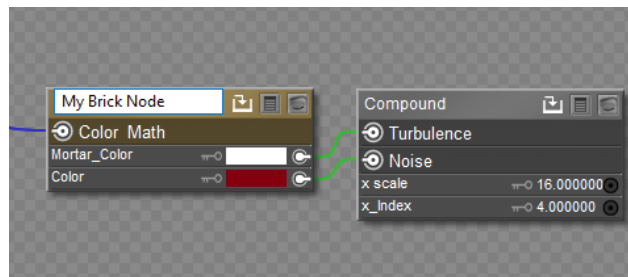 My Brick Node
Color Math
Mortar_Color
Color
Compound
Turbulence
Noise
x scale 16.000000
x_Index 4.000000